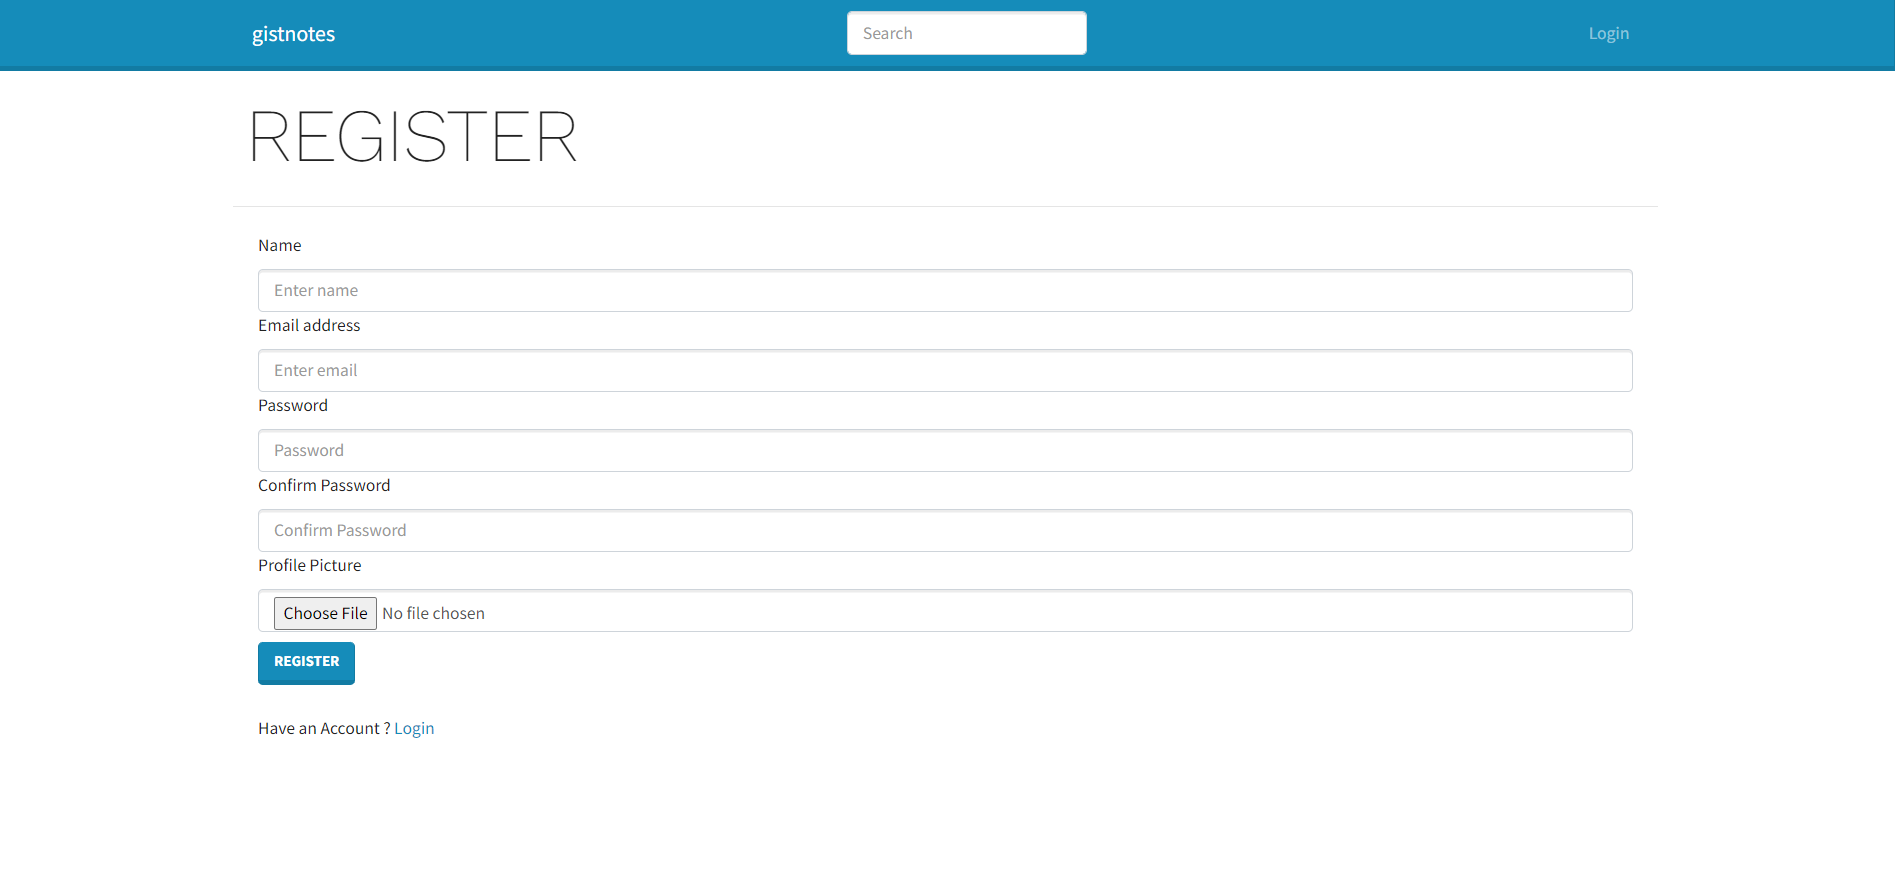 gistnotes
Search
Login
REGISTER
Name
Enter name
Email address
Enter email
Password
Password
Confirm Password
Confirm Password
Profile Picture
Choose File No file chosen
REGISTER
Have an Account ? Login